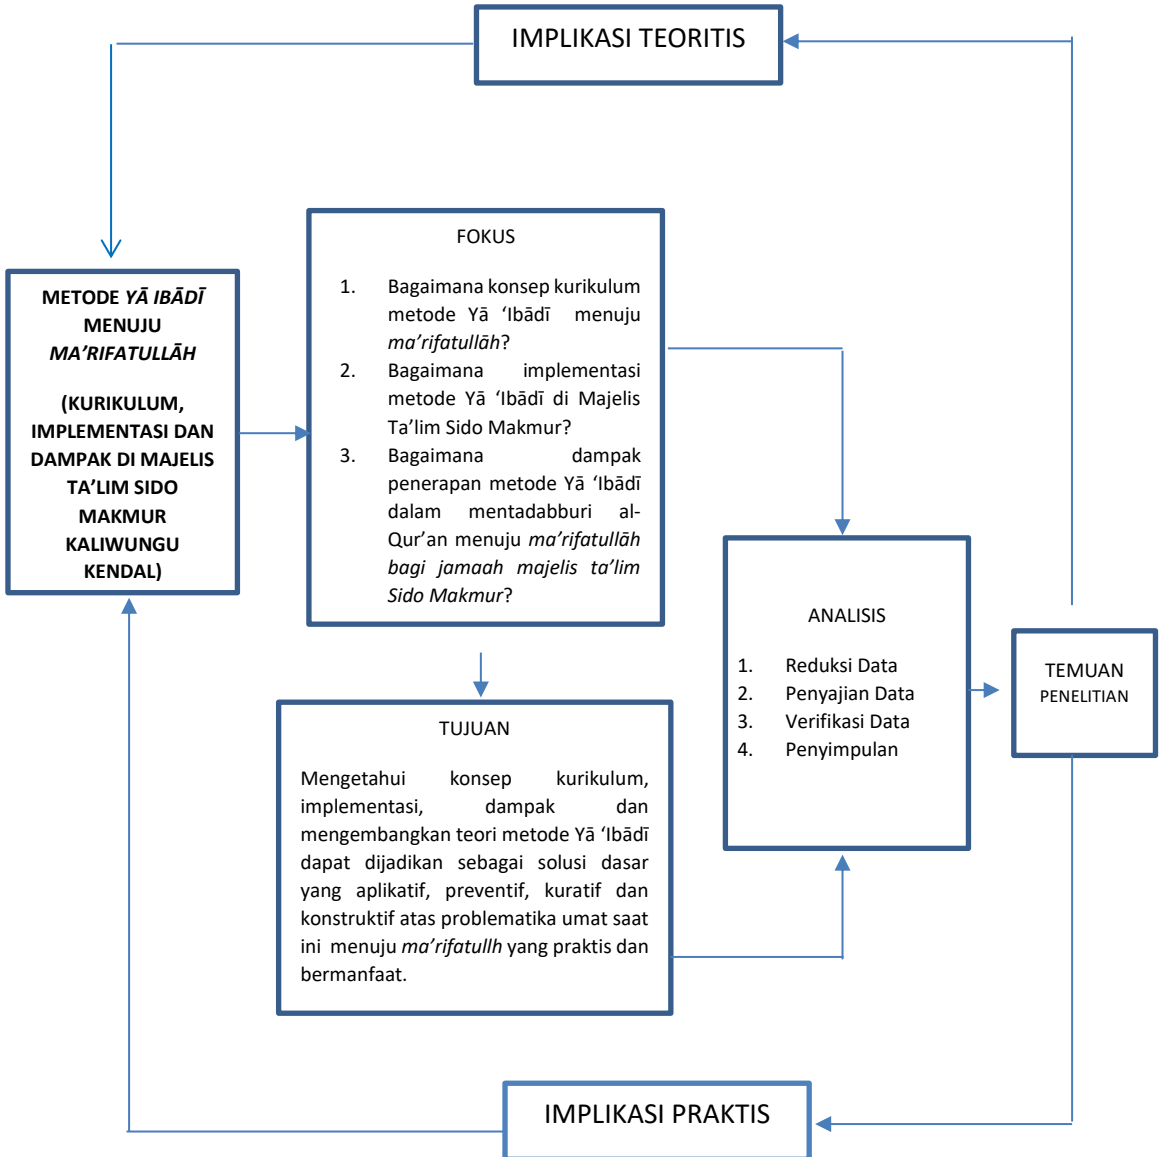 IMPLIKASI TEORITIS
METODE YĀ IBĀDĪ
MENUJU
MA’RIFATULLĀH
(KURIKULUM,
IMPLEMENTASI DAN
DAMPAK DI MAJELIS
TA’LIM SIDO
MAKMUR
KALIWUNGU
KENDAL)
FOKUS
1. Bagaimana konsep kurikulum
metode Yā ‘Ibādī menuju
ma’rifatullāh?
2. Bagaimana implementasi
metode Yā ‘Ibādī di Majelis
Ta’lim Sido Makmur?
3. Bagaimana dampak
penerapan metode Yā ‘Ibādī
dalam mentadabburi al-
Qur’an menuju ma’rifatullāh
bagi jamaah majelis ta’lim
Sido Makmur?
TUJUAN
Mengetahui konsep kurikulum,
implementasi, dampak dan
mengembangkan teori metode Yā ‘Ibādī
dapat dijadikan sebagai solusi dasar
yang aplikatif, preventif, kuratif dan
konstruktif atas problematika umat saat
ini menuju ma’rifatullh yang praktis dan
bermanfaat.
ANALISIS
1. Reduksi Data
2. Penyajian Data
3. Verifikasi Data
4. Penyimpulan
TEMUAN
PENELITIAN
IMPLIKASI PRAKTIS